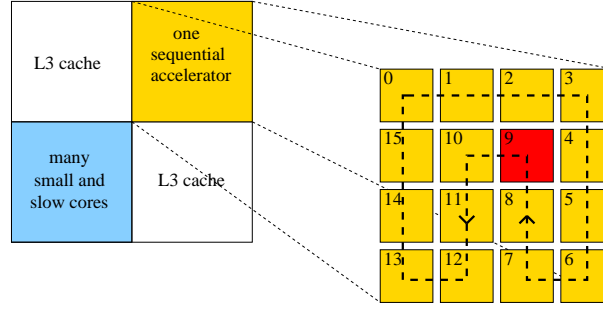 L3 cache
one
sequential
accelerator
many
small and
slow cores
L3 cache
0 1 2 3
15 10 9 4
14 11 8 5
13 12 7 6